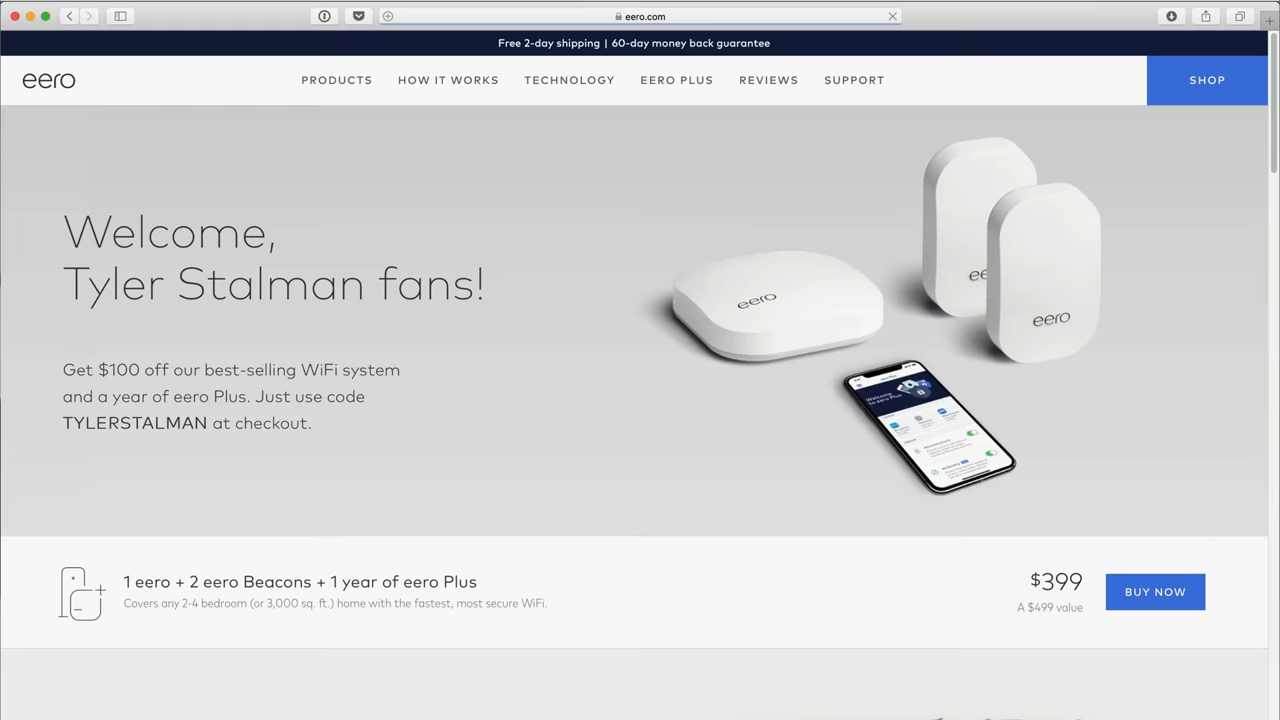 eero.com
Free 2-day shipping | 60-day money back guarantee
eero
PRODUCTS
HOW IT WORKS
TECHNOLOGY
EERO PLUS
REVIEWS
SUPPORT
SHOP
Welcome,
Tyler Stalman fans!
Get $100 off our best-selling WiFi system
and a year of eero Plus. Just use code
TYLERSTALMAN at checkout.
eero
ee
eero
Welcome
to eero Plus
1 eero + 2 eero Beacons + 1 year of eero Plus
Covers any 2-4 bedroom (or 3,000 sq. ft.) home with the fastest, most secure WiFi.
$399
A $499 value
BUY NOW